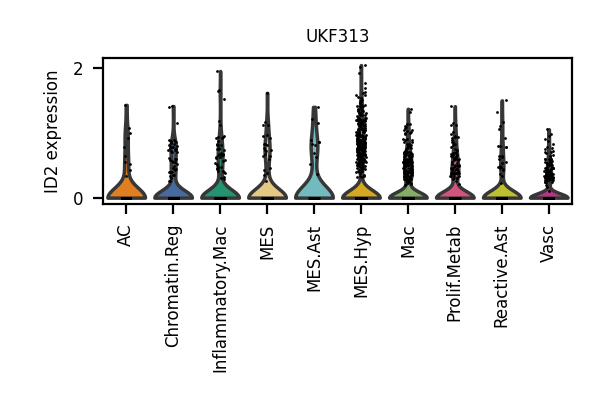 UKF313
ID2 expression
2
0
AC
Chromatin.Reg
Inflammatory.Mac
MES
MES.Ast
MES.Hyp
Mac
Prolif.Metab
Reactive.Ast
Vasc